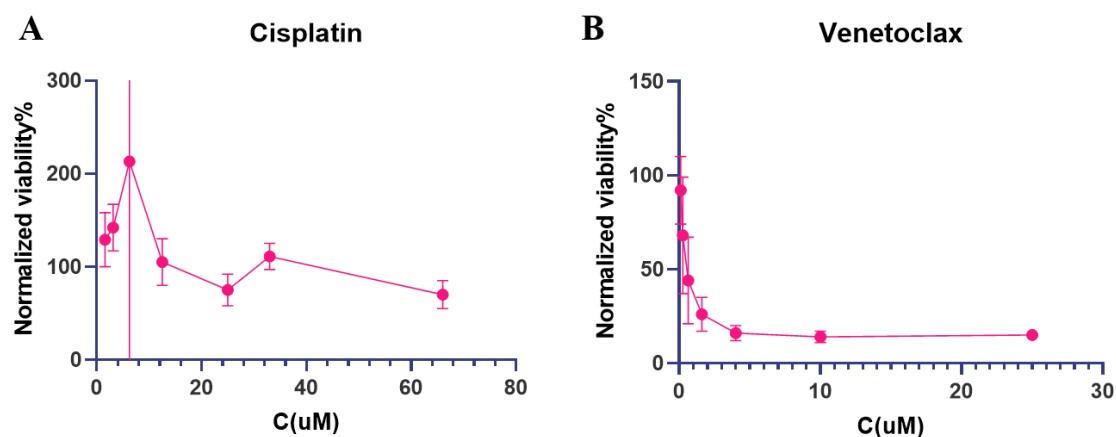 A
Cisplatin
Normalized viability%
300
200
100
0
0 20 40 60 80
C(uM)
B
Venetoclax
Normalized viability%
150
100
50
0
0 10 20 30
C(uM)